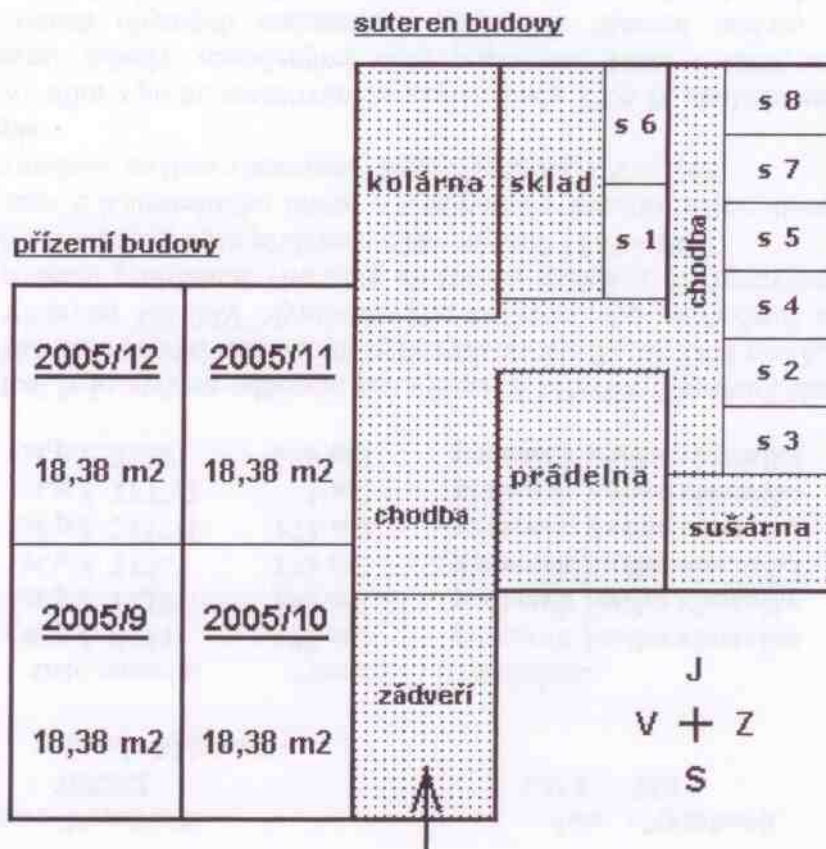 suteren budovy
s 8
s 6
s 7
kolárna
sklad
s 5
s 1
chodba
přízerní budovy
s 4
2005/12
2005/11
s 2
s 3
18,38 m2
18,38 m2
prádelna
chodba
sušárna
2005/9
2005/10
J
zádveří
V
Z
18,38 m2
18,38 m2
S